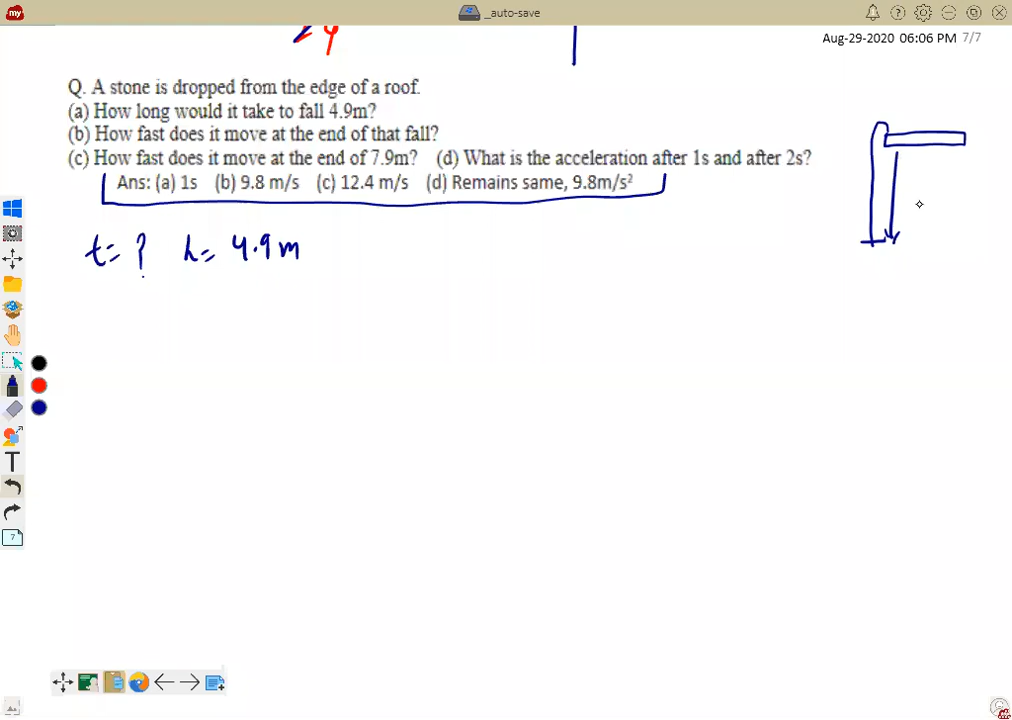 my
_auto-save
Aug-29-2020 06:06 PM 7/7
Q. A stone is dropped from the edge of a roof.
(a) How long would it take to fall 4.9m?
(b) How fast does it move at the end of that fall?
(c) How fast does it move at the end of 7.9m? (d) What is the acceleration after 1s and after 2s?
Ans: (a) 1s (b) 9.8 m/s (c) 12.4 m/s (d) Remains same, 9.8m/s²
t = ? h = 4.9m
T
7